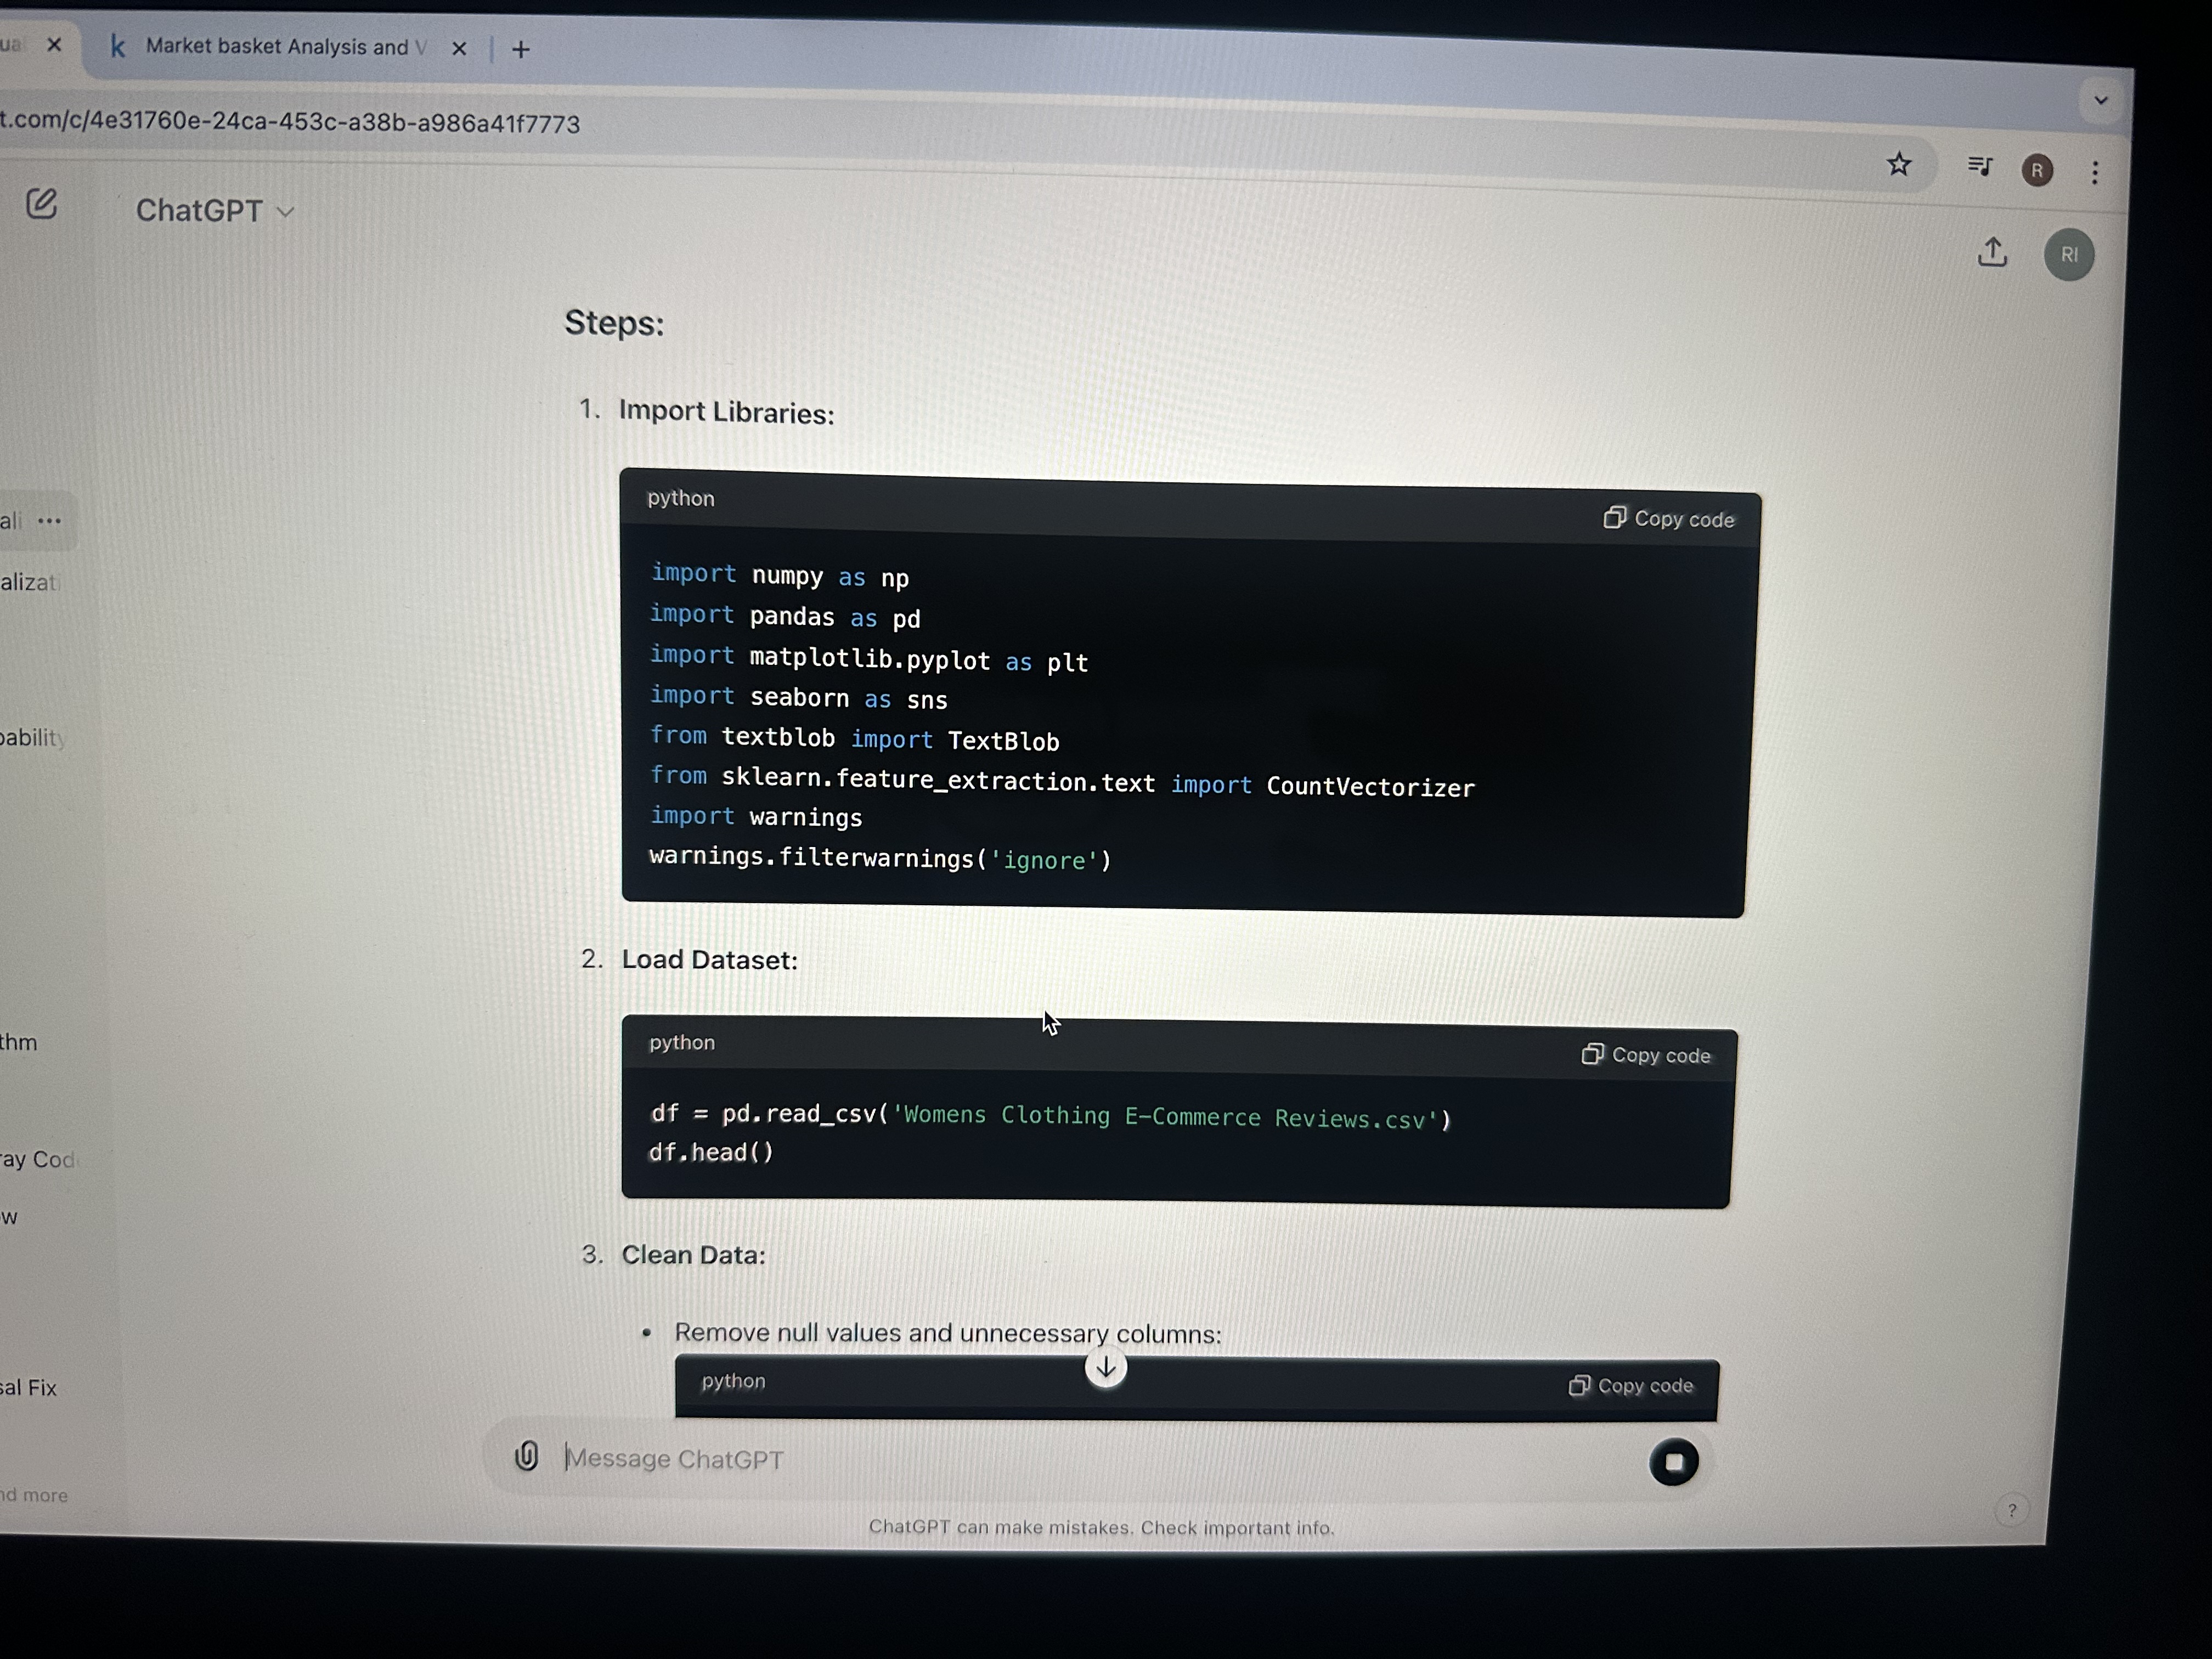 ua
Market basket Analysis and V
t.com/c/4e31760e-24ca-453c-a38b-a986a41f7773
R
ChatGPT
RI
Steps:
1. Import Libraries:
python
Copy code
import numpy as np
import pandas as pd
import matplotlib.pyplot as plt
import seaborn as sns
from textblob import TextBlob
from sklearn.feature_extraction.text import CountVectorizer
import warnings
warnings.filterwarnings('ignore')
2. Load Dataset:
python
Copy code
df = pd.read_csv('Womens Clothing E-Commerce Reviews.csv')
df.head()
3. Clean Data:
• Remove null values and unnecessary columns:
python
Copy code
Message ChatGPT
ChatGPT can make mistakes. Check important info.
?
ali
alizati
bability
thm
ray Cod
w
sal Fix
nd more